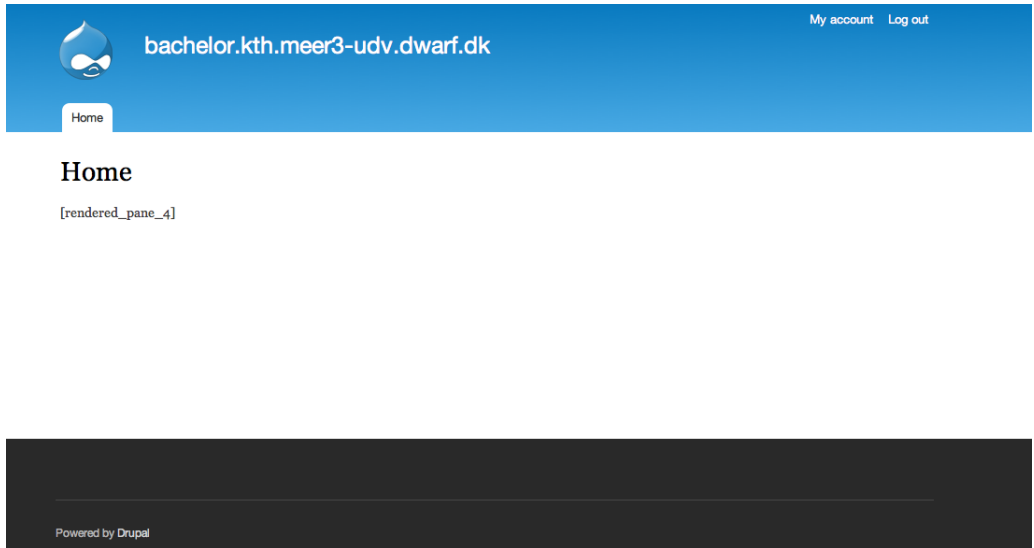 My account Log out
bachelor.kth.meer3-udv.dwarf.dk
Home
Home
[rendered_pane_4]
Powered by Drupal